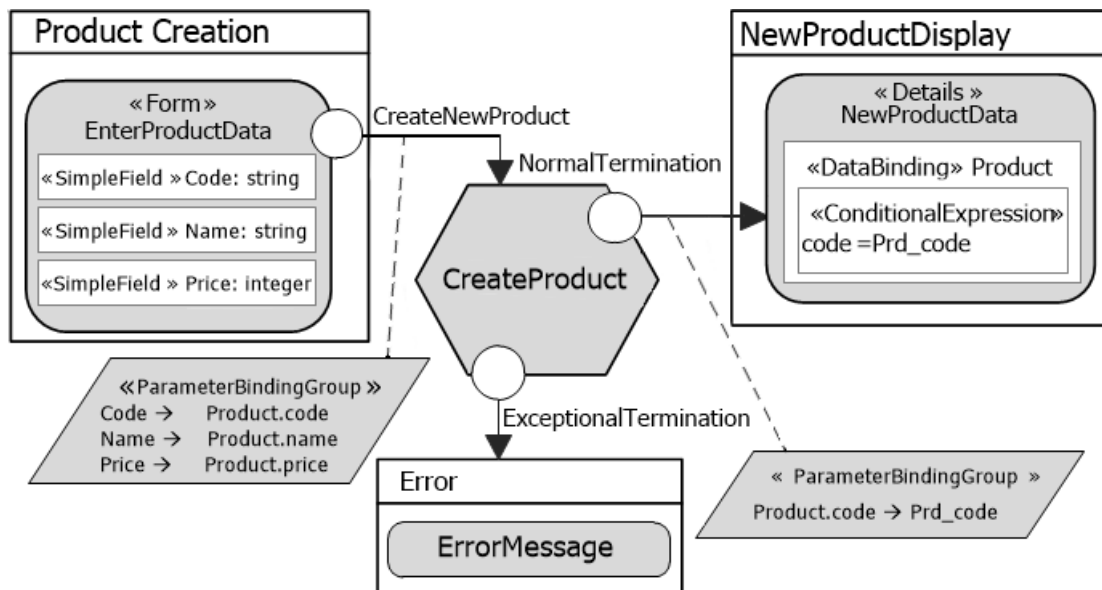 Product Creation
«Form»
EnterProductData
«SimpleField» Code: string
«SimpleField» Name: string
«SimpleField» Price: integer
CreateNewProduct
NormalTermination
CreateProduct
ExceptionalTermination
NewProductDisplay
«Details»
NewProductData
«DataBinding» Product
«ConditionalExpression»
code =Prd_code
«ParameterBindingGroup»
Code → Product.code
Name → Product.name
Price → Product.price
Error
ErrorMessage
« ParameterBindingGroup »
Product.code → Prd_code